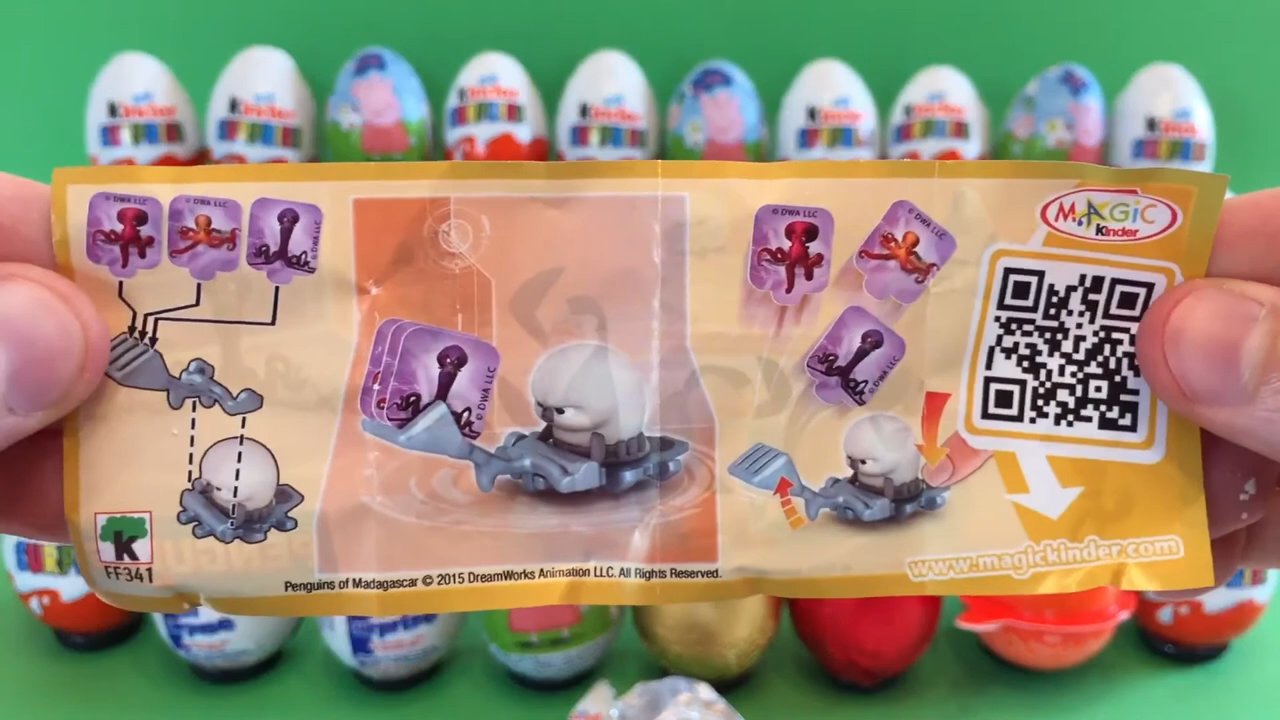 Kinder
SURPRISE
Kinder
SURPRISE
Kinder
SURPRISE
Kinder
SURPRISE
Kinder
SURPRISE
Kinder
SURPRISE
Kinder
SURPRISE
© DWA LLC
© DWA LLC
© DWA LLC
© DWA LLC
© DWA LLC
© DWA LLC
© DWA LLC
MAGIC
Kinder
k
FF341
Penguins of Madagascar © 2015 DreamWorks Animation LLC. All Rights Reserved.
www.magickinder.com